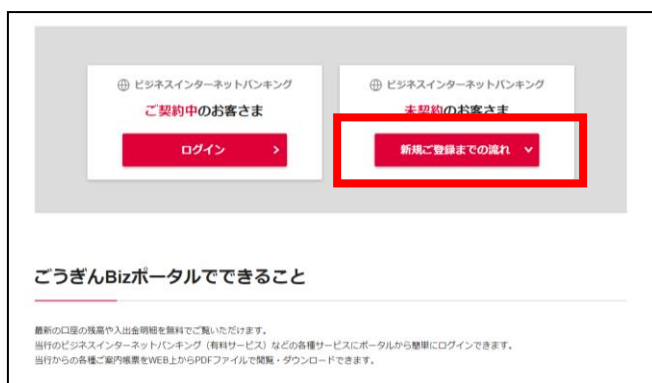 ビジネスインターネットバンキング
ご契約中のお客さま
ログイン
ビジネスインターネットバンキング
未契約のお客さま
新規ご登録までの流れ
ごうぎんBizポータルでできること
最新の口座の残高や入出金明細を無料でご覧いただけます。
当行のビジネスインターネットバンキング（有料サービス）などの各種サービスにポータルから簡単にログインできます。
当行からの各種ご案内帳票をWEB上からPDFファイルで閲覧・ダウンロードできます。